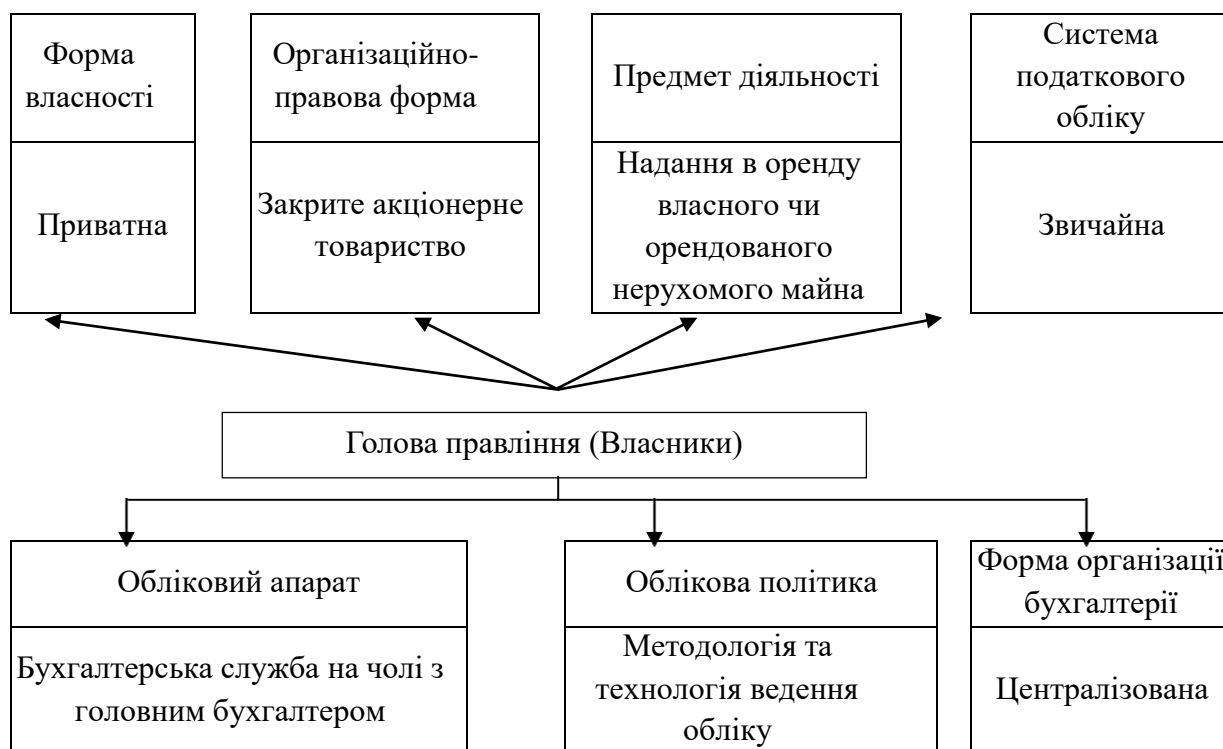 Форма
власності
Приватна
Організаційно-
правова форма
Закрите акціонерне
товариство
Предмет діяльності
Надання в оренду
власного чи
орендованого
нерухомого майна
Система
податкового
обліку
Звичайна
Голова правління (Власники)
Обліковий апарат
Бухгалтерська служба на чолі з
головним бухгалтером
Облікова політика
Методологія та
технологія ведення
обліку
Форма організації
бухгалтерії
Централізована